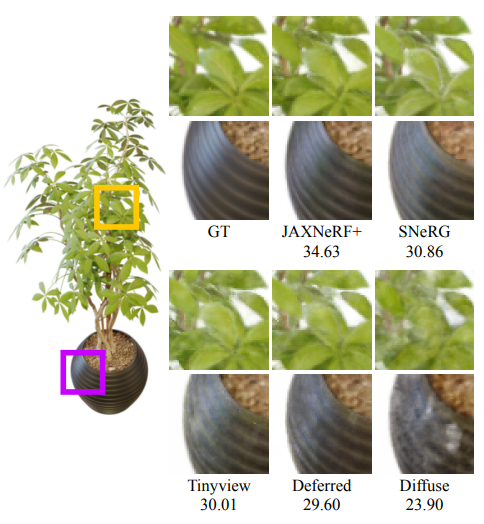 GT
JAXNeRF+
34.63
SNeRG
30.86
Tinyview
30.01
Deferred
29.60
Diffuse
23.90